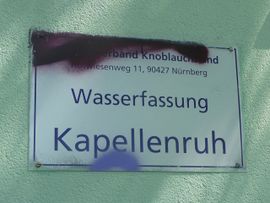 Knoblauchsland
11, 90427 Nürnberg
Wasserfassung
Kapellenruh